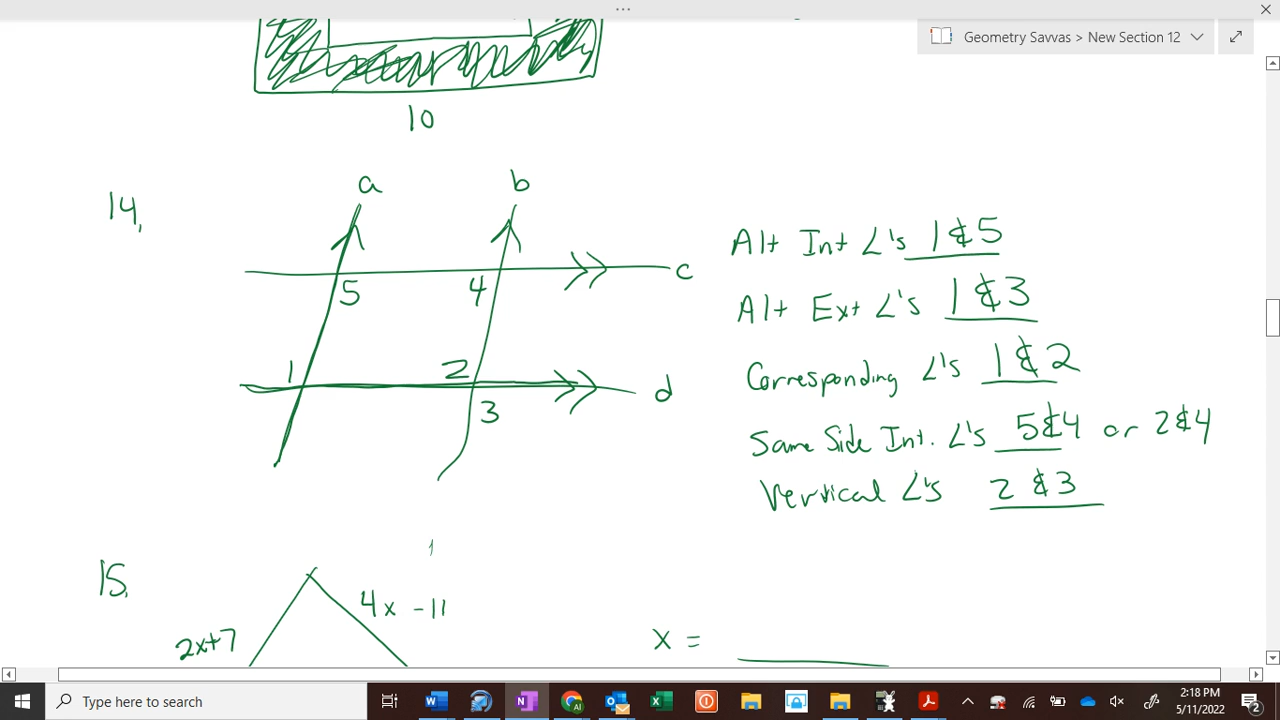 Geometry Savvas > New Section 12
10
14.
a
b
c
d
5
4
1
2
3
Alt Int ∠'s 1 & 5
Alt Ext ∠'s 1 & 3
Corresponding ∠'s 1 & 2
Same Side Int. ∠'s 5 & 4 or 2 & 4
Vertical ∠'s 2 & 3
15.
2x+7
4x - 11
x =
Type here to search
2:18 PM
5/11/2022
2